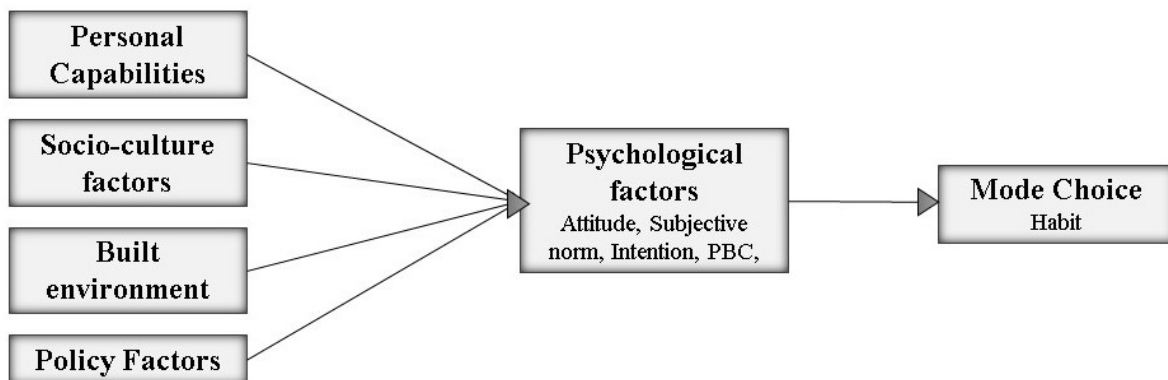 Personal
Capabilities
Socio-culture
factors
Built
environment
Policy Factors
Psychological
factors
Attitude, Subjective
norm, Intention, PBC,
Mode Choice
Habit